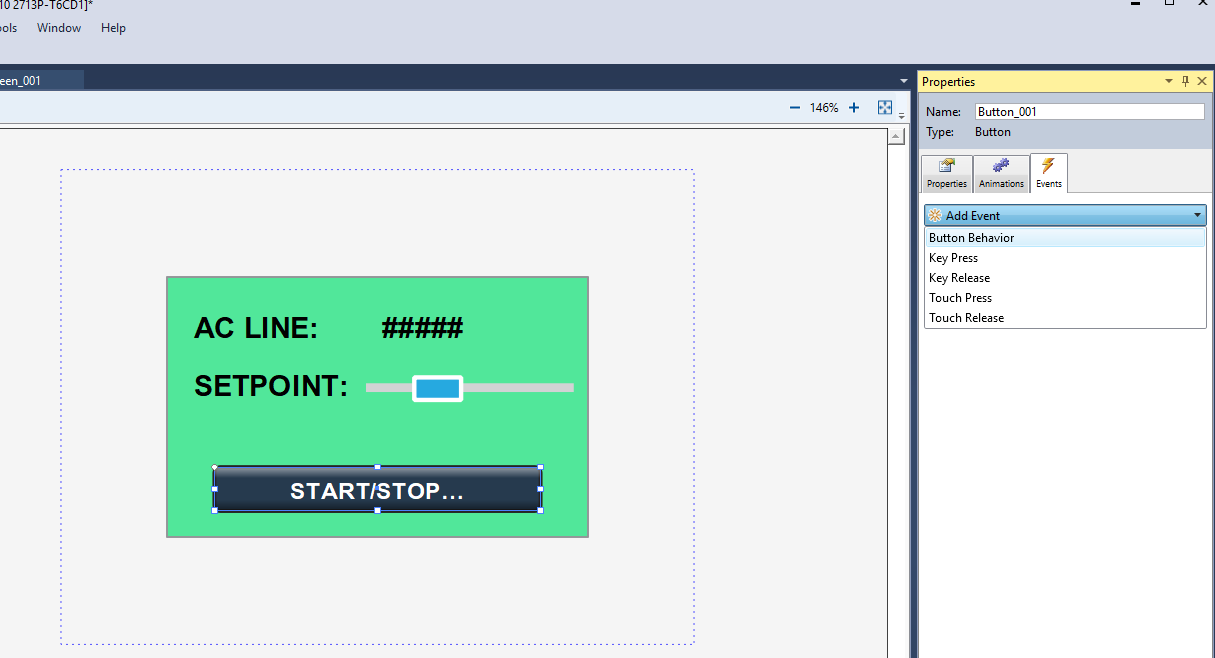 10 2713P-T6CD1]*
ols Window Help
een_001
146%
Properties
Name: Button_001
Type: Button
Properties Animations Events
Add Event
Button Behavior
Key Press
Key Release
Touch Press
Touch Release
AC LINE: #####
SETPOINT:
START/STOP...